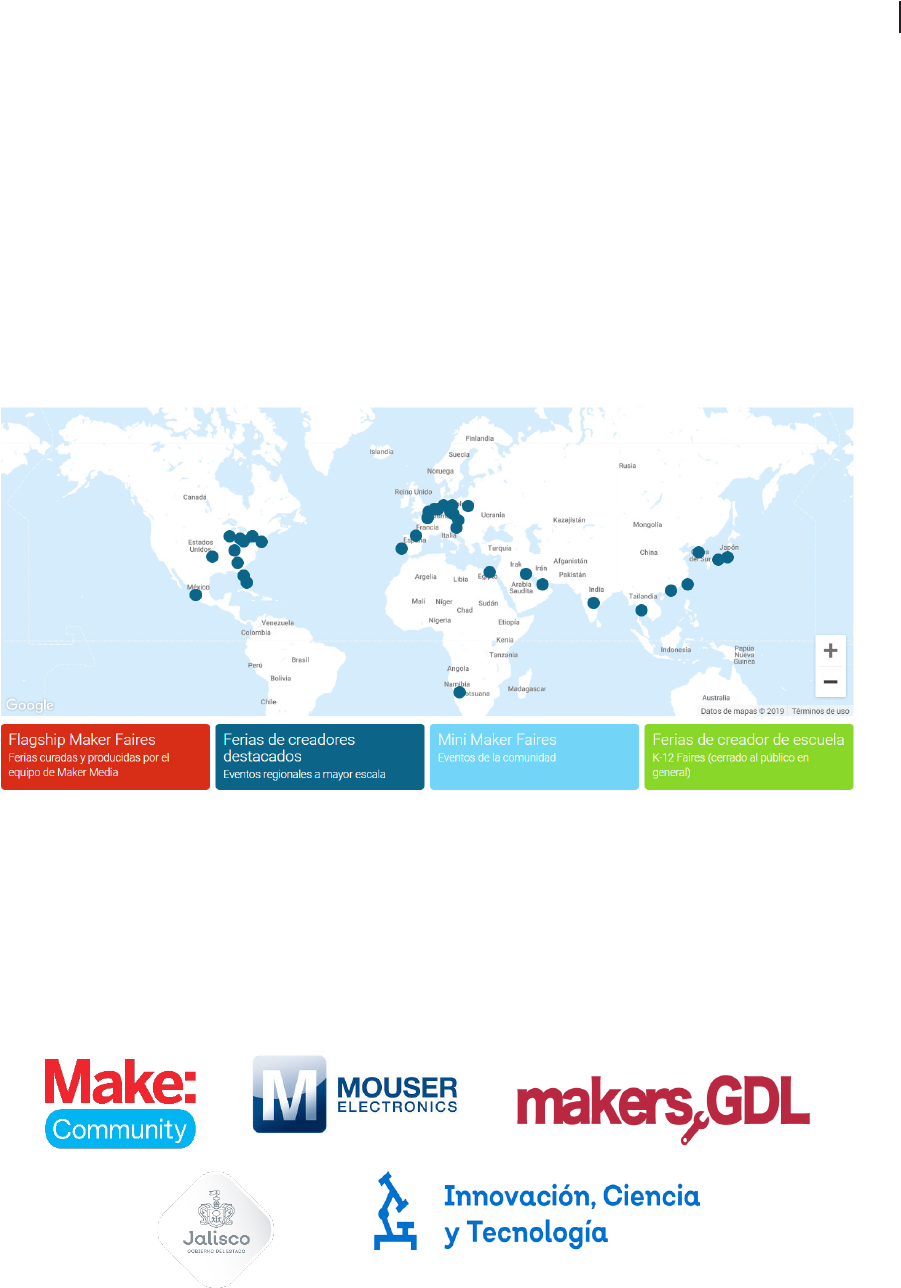 Finlandia
Islandia
Suecia
Rusia
Noruega
Canadá
Reino Unido
Ucrania
Kazajistán
Mongolia
Francia
Italia
Estados
Unidos
España
Turquía
China
Japón
del Sur
Afganistán
Irak
Irán
Pakistán
Argelia
Libia
Egipto
Arabia
Saudita
México
India
Tailandia
Malí
Níger
Sudán
Chad
Nigeria
Etiopía
Venezuela
Colombia
Kenia
Tanzania
Indonesia
Papúa
Nueva
Guinea
Perú
Brasil
Bolivia
Angola
Namibia
Botsuana
Madagascar
Chile
Australia
+
−
Google
Datos de mapas © 2019
Términos de uso
Flagship Maker Faires
Ferias curadas y producidas por el
equipo de Maker Media
Ferias de creadores
destacados
Eventos regionales a mayor escala
Mini Maker Faires
Eventos de la comunidad
Ferias de creador de escuela
K-12 Faires (cerrado al público en
general)
Make:
Community
M
MOUSER
ELECTRONICS
makers GDL
Jalisco
GOBIERNO DEL ESTADO
Innovación, Ciencia
y Tecnología